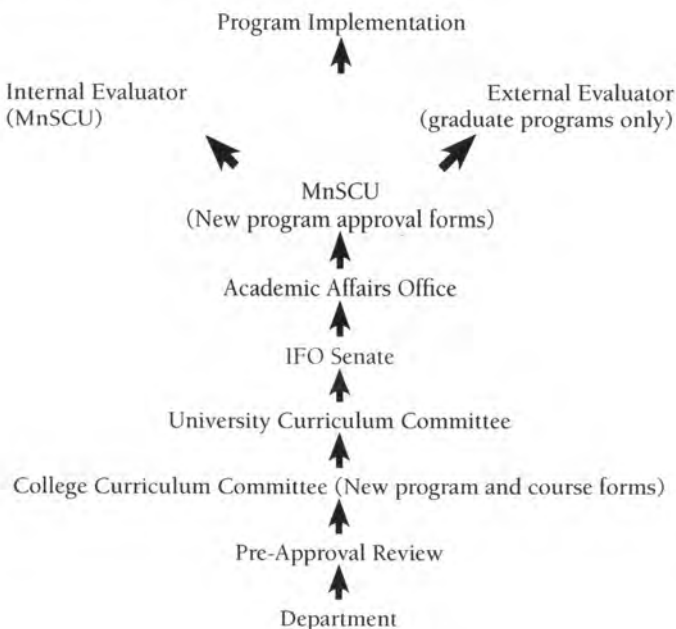 Program Implementation
Internal Evaluator
(MnSCU)
External Evaluator
(graduate programs only)
MnSCU
(New program approval forms)
Academic Affairs Office
IFO Senate
University Curriculum Committee
College Curriculum Committee (New program and course forms)
Pre-Approval Review
Department